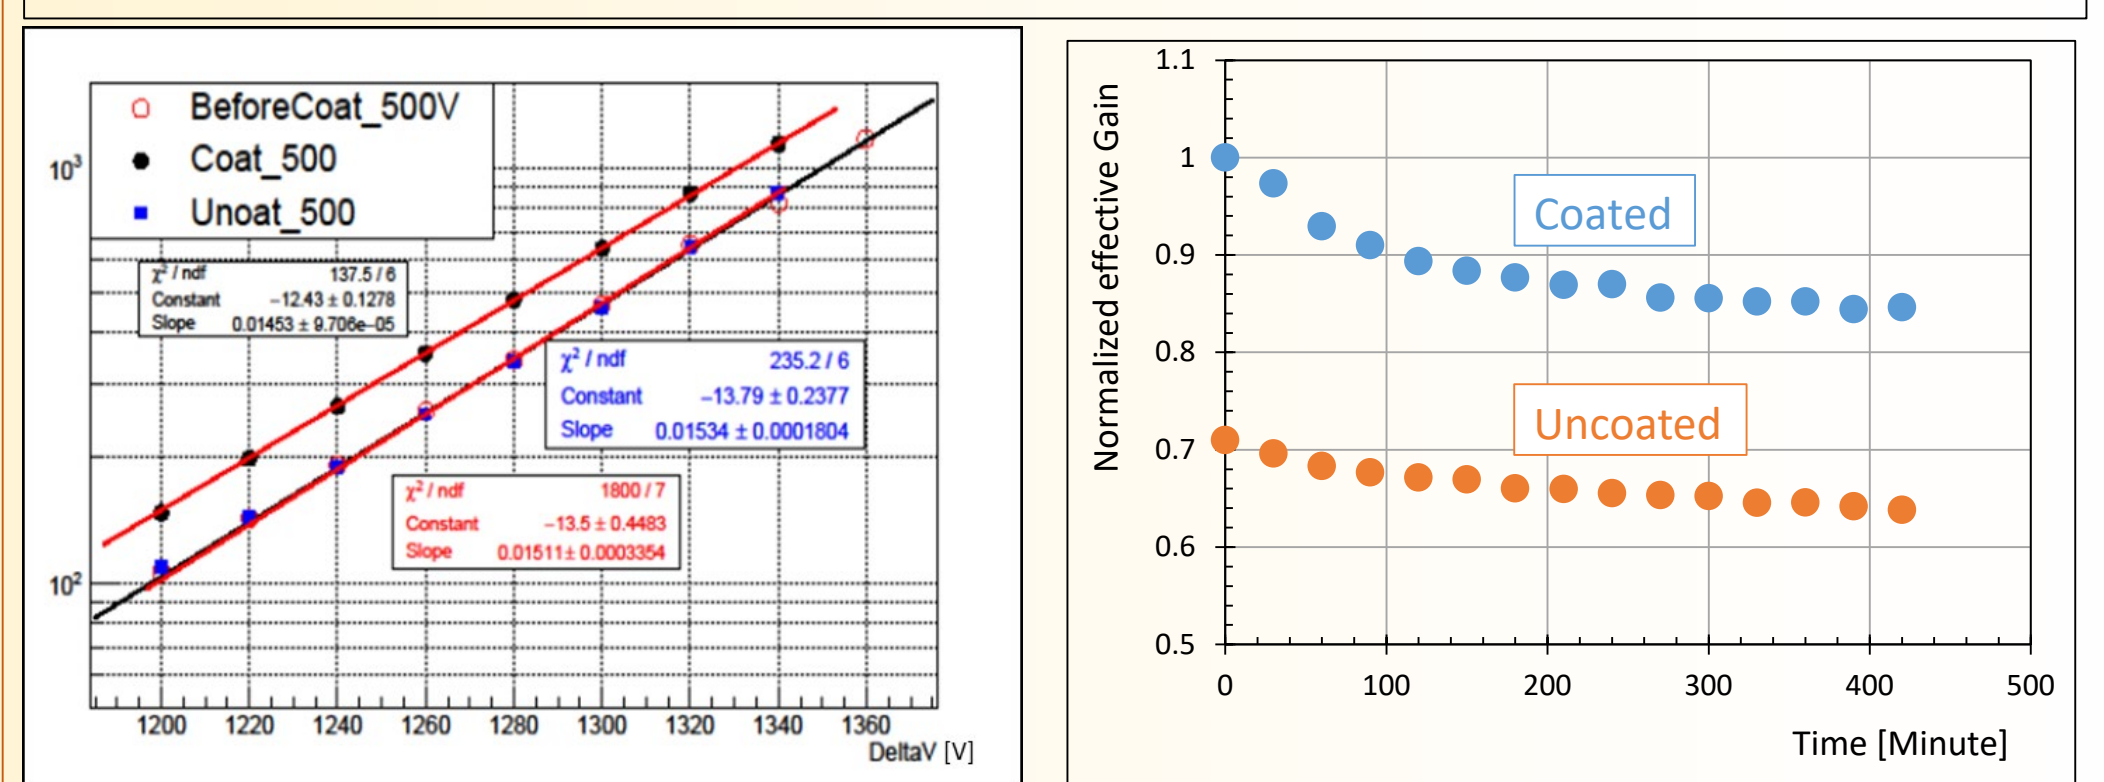 BeforeCoat_500V
Coat_500
Unoat_500
10³
10²
χ² / ndf 137.5 / 6
Constant −12.43 ± 0.1278
Slope 0.01453 ± 9.706e−05
χ² / ndf 235.2 / 6
Constant −13.79 ± 0.2377
Slope 0.01534 ± 0.0001804
χ² / ndf 1800 / 7
Constant −13.5 ± 0.4483
Slope 0.01511± 0.0003354
1200 1220 1240 1260 1280 1300 1320 1340 1360
DeltaV [V]
Normalized effective Gain
1.1
1
0.9
0.8
0.7
0.6
0.5
Coated
Uncoated
0 100 200 300 400 500
Time [Minute]